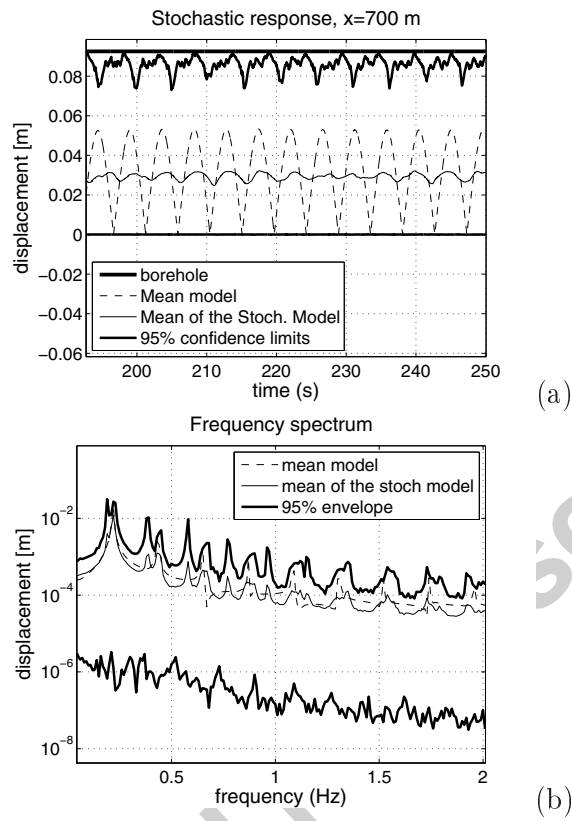 Stochastic response, x=700 m
displacement [m]
0.08
0.06
0.04
0.02
0
−0.02
−0.04
−0.06
borehole
Mean model
Mean of the Stoch. Model
95% confidence limits
200 210 220 230 240 250
time (s)
(a)
Frequency spectrum
displacement [m]
10⁻²
10⁻⁴
10⁻⁶
10⁻⁸
mean model
mean of the stoch model
95% envelope
0.5 1 1.5 2
frequency (Hz)
(b)